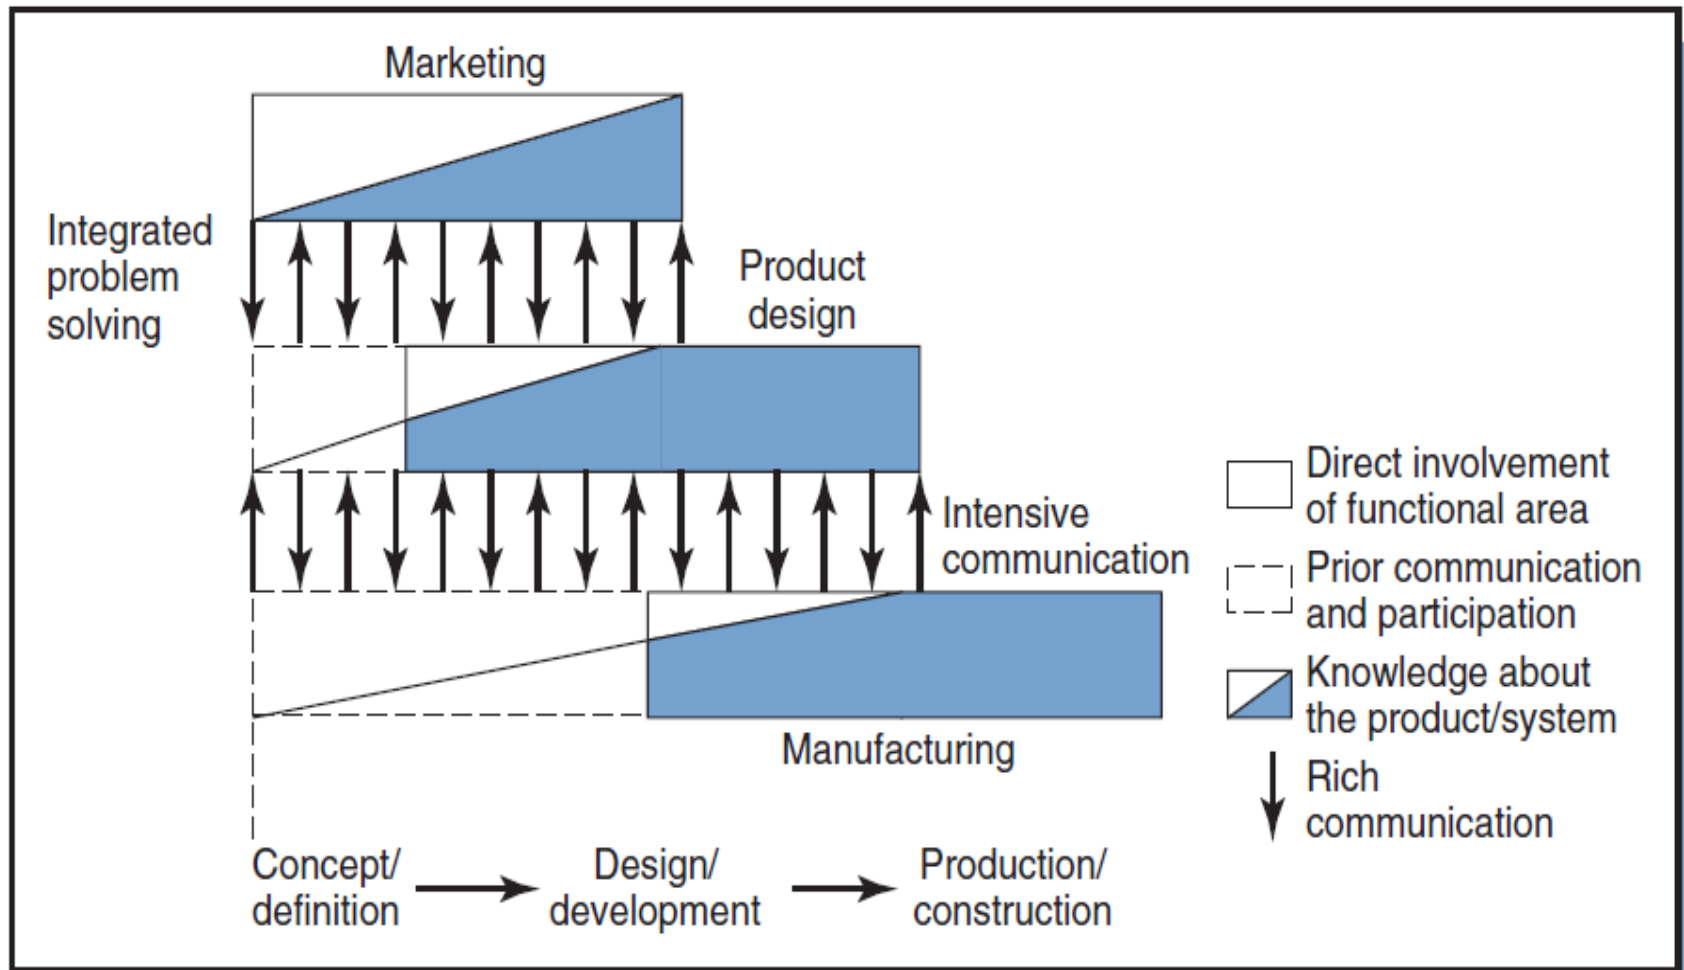 Marketing
Integrated
problem
solving
Product
design
Intensive
communication
Manufacturing
Direct involvement
of functional area
Prior communication
and participation
Knowledge about
the product/system
Rich
communication
Concept/
definition
Design/
development
Production/
construction